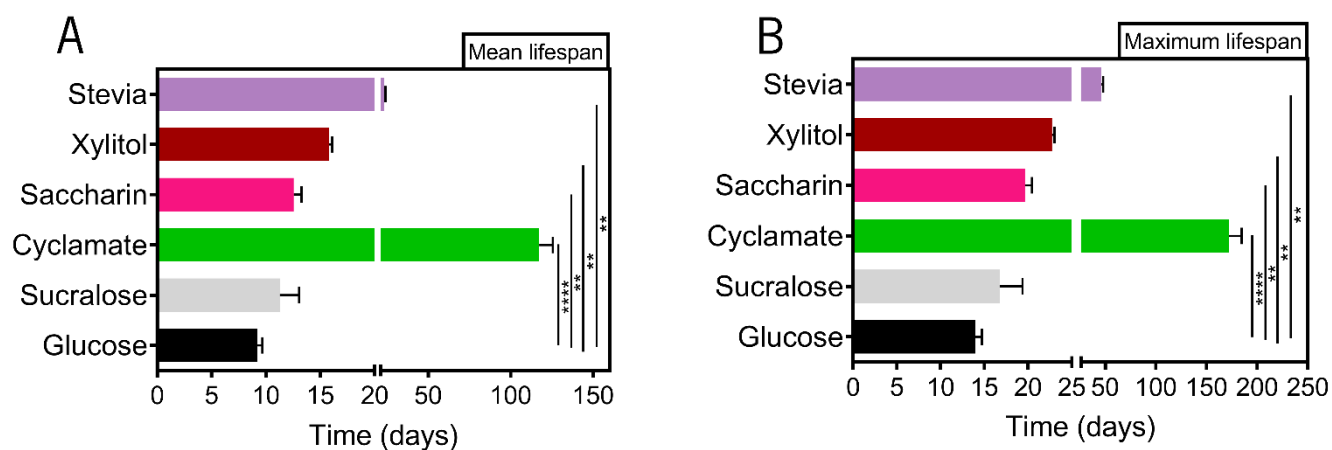 A
Mean lifespan
Stevia
Xylitol
Saccharin
Cyclamate
Sucralose
Glucose
**
**
**
****
0 5 10 15 20 50 100 150
Time (days)
B
Maximum lifespan
Stevia
Xylitol
Saccharin
Cyclamate
Sucralose
Glucose
**
**
**
****
0 5 10 15 20 25 50 100 150 200 250
Time (days)